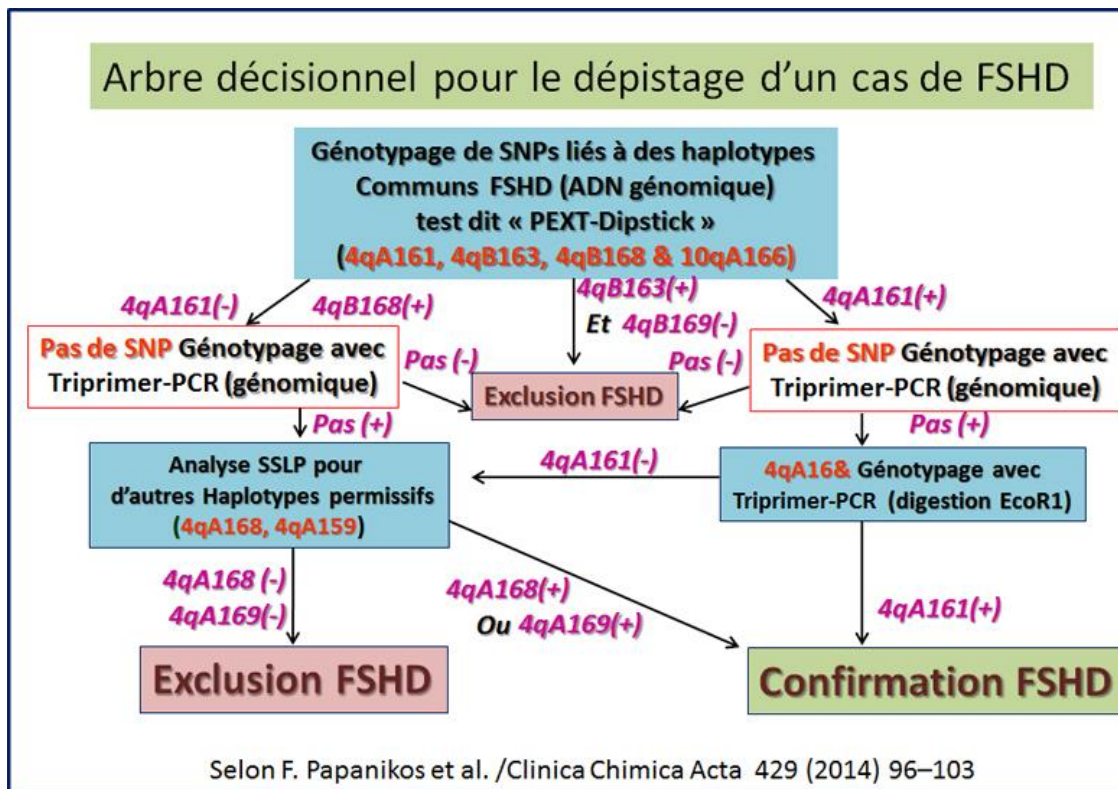 Arbre décisionnel pour le dépistage d'un cas de FSHD
Génotypage de SNPs liés à des haplotypes
Communs FSHD (ADN génomique)
test dit « PEXT-Dipstick »
(4qA161, 4qB163, 4qB168 & 10qA166)
4qA161(-) 4qB168(+)
4qB163(+)
Et 4qB169(-)
4qA161(+)
Pas de SNP Génotypage avec
Triprimer-PCR (génomique)
Pas (-)
Exclusion FSHD
Pas (-)
Pas de SNP Génotypage avec
Triprimer-PCR (génomique)
Pas (+)
Pas (+)
Analyse SSLP pour
d'autres Haplotypes permissifs
(4qA168, 4qA159)
4qA161(-)
4qA16& Génotypage avec
Triprimer-PCR (digestion EcoR1)
4qA168 (-)
4qA169(-)
4qA168(+)
Ou 4qA169(+)
4qA161(+)
Exclusion FSHD
Confirmation FSHD
Selon F. Papanikos et al. /Clinica Chimica Acta 429 (2014) 96–103